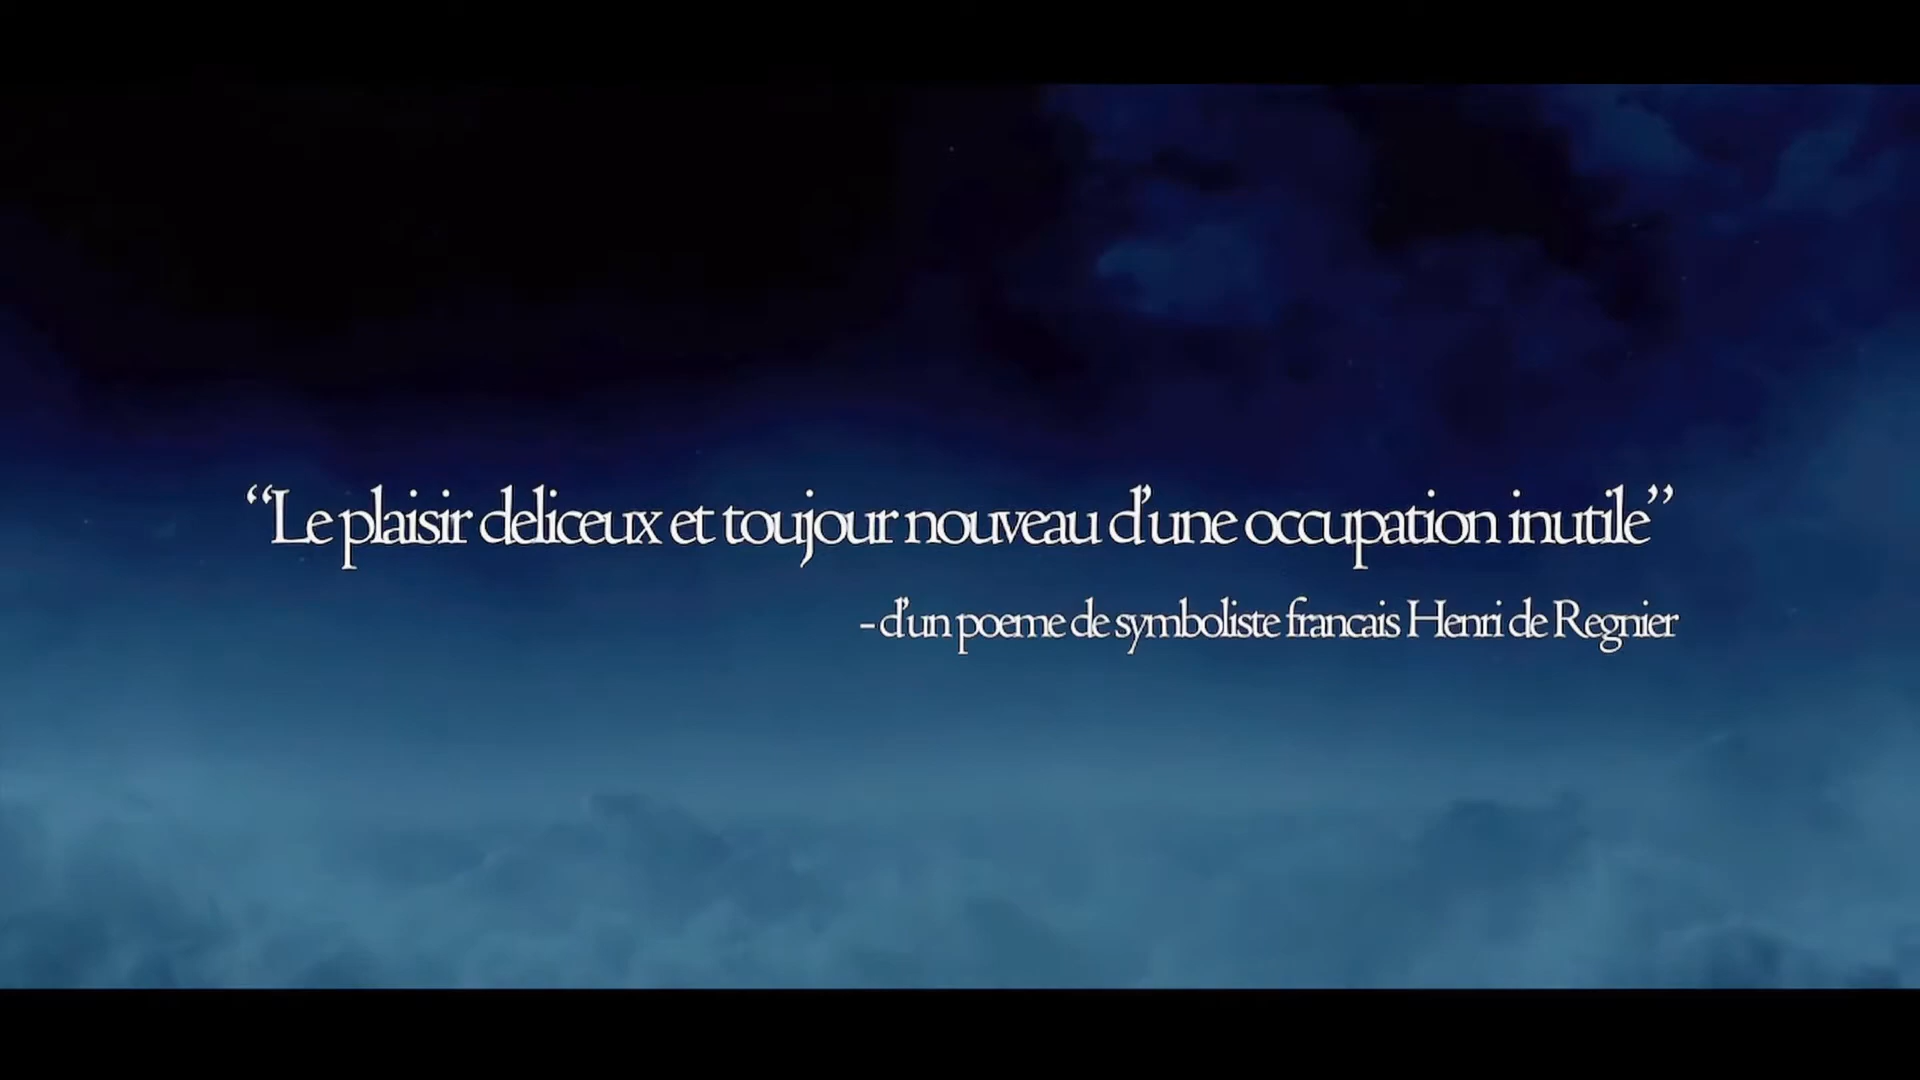 “Le plaisir deliceux et toujour nouveau d’une occupation inutile”
- d’un poeme de symboliste francais Henri de Regnier